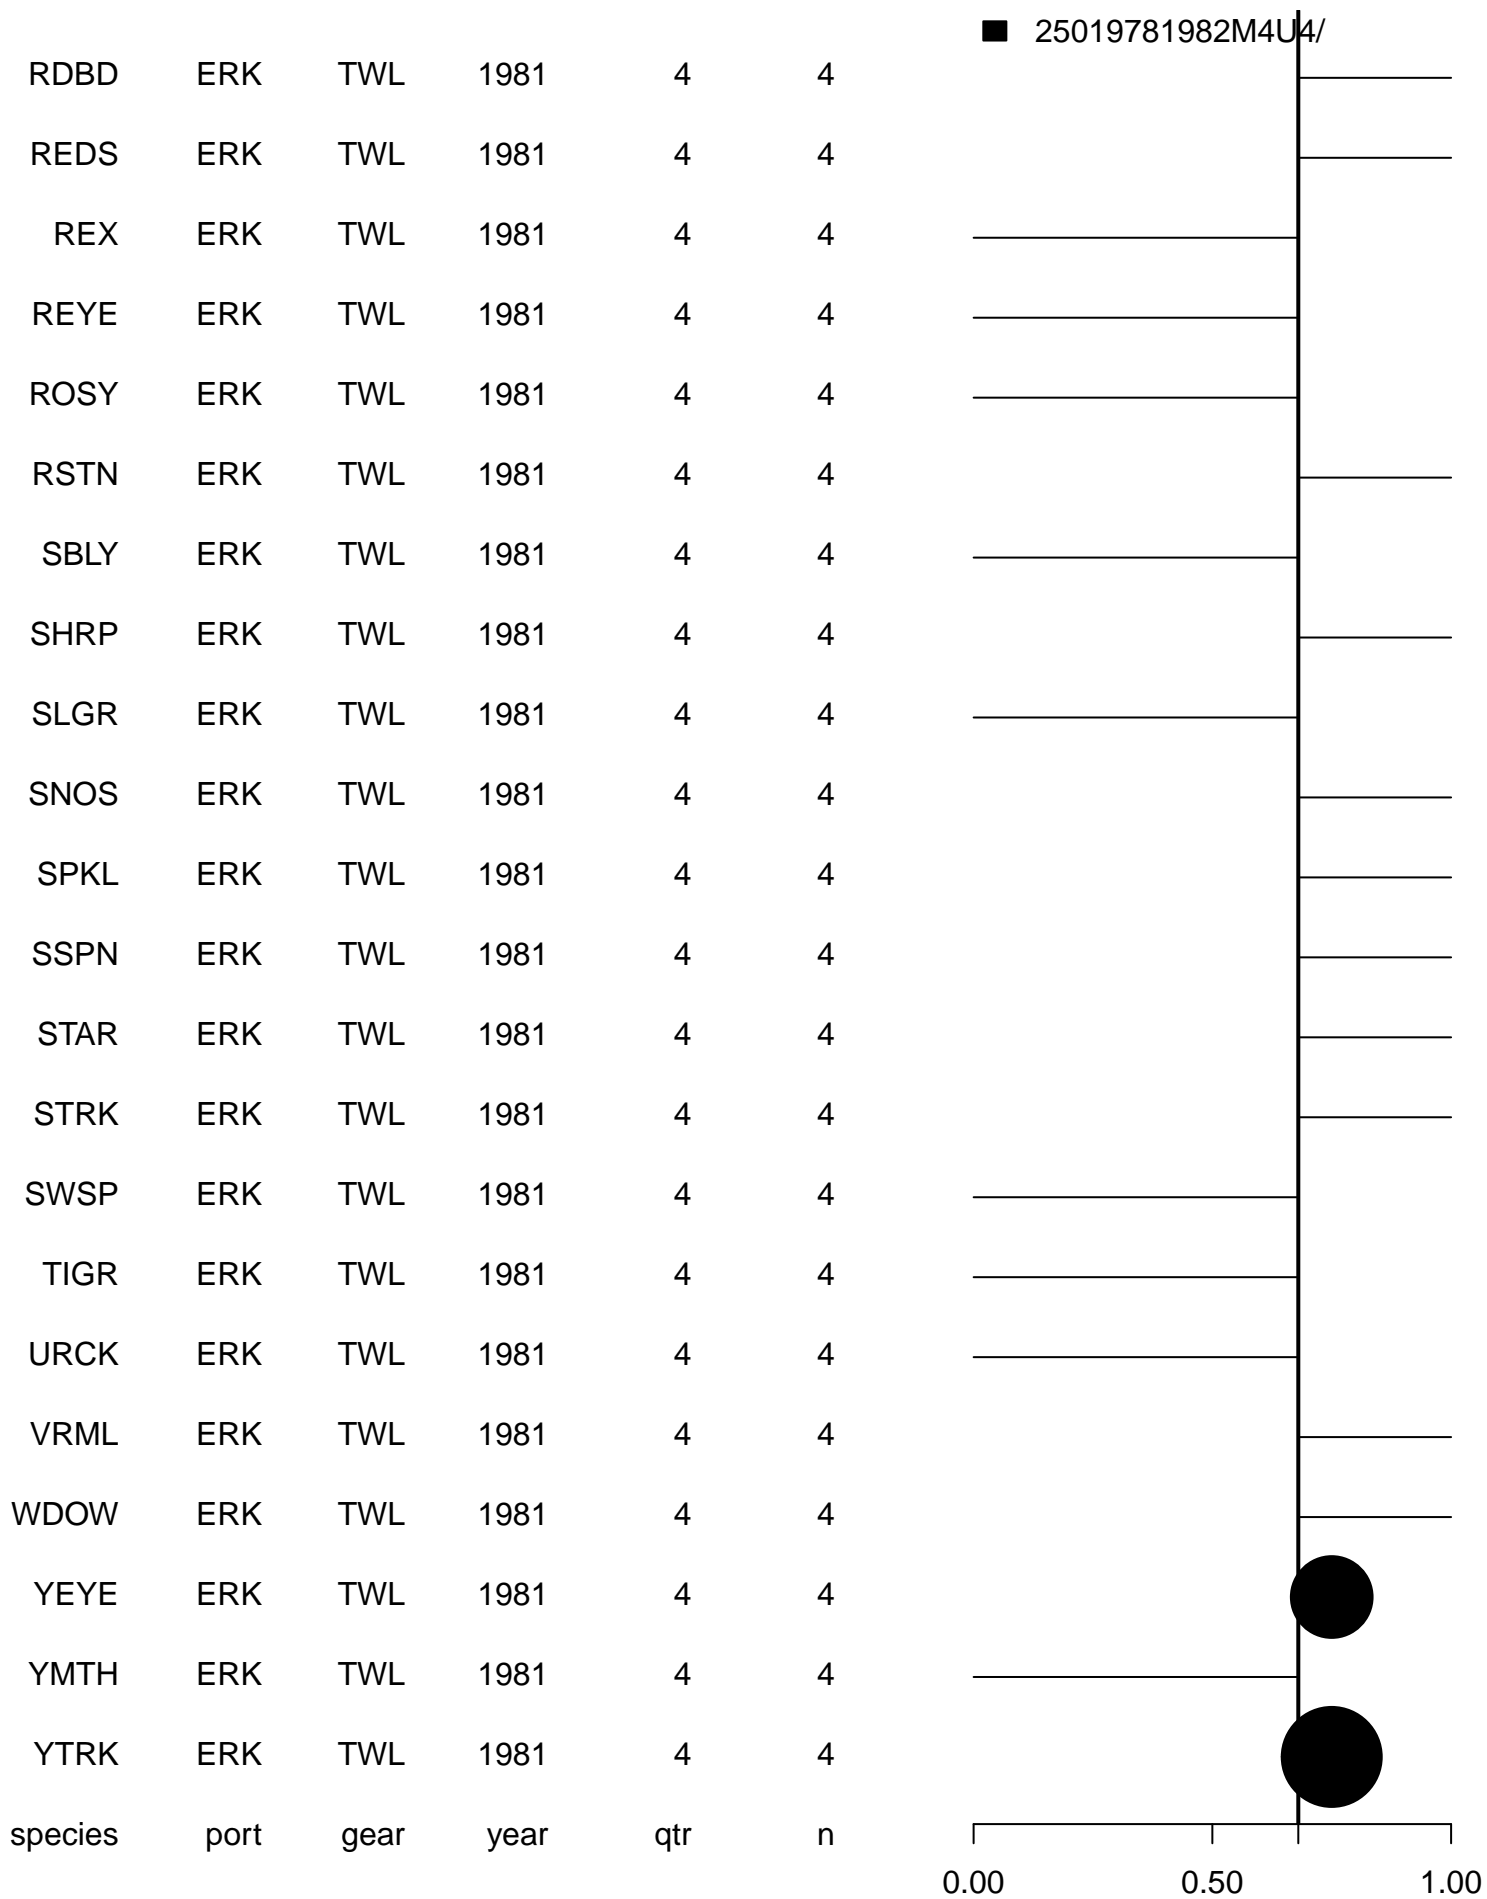 25019781982M4U4/
RDBD ERK TWL 1981 4 4
REDS ERK TWL 1981 4 4
REX ERK TWL 1981 4 4
REYE ERK TWL 1981 4 4
ROSY ERK TWL 1981 4 4
RSTN ERK TWL 1981 4 4
SBLY ERK TWL 1981 4 4
SHRP ERK TWL 1981 4 4
SLGR ERK TWL 1981 4 4
SNOS ERK TWL 1981 4 4
SPKL ERK TWL 1981 4 4
SSPN ERK TWL 1981 4 4
STAR ERK TWL 1981 4 4
STRK ERK TWL 1981 4 4
SWSP ERK TWL 1981 4 4
TIGR ERK TWL 1981 4 4
URCK ERK TWL 1981 4 4
VRML ERK TWL 1981 4 4
WDOW ERK TWL 1981 4 4
YEYE ERK TWL 1981 4 4
YMTH ERK TWL 1981 4 4
YTRK ERK TWL 1981 4 4
species port gear year qtr n
0.00 0.50 1.00